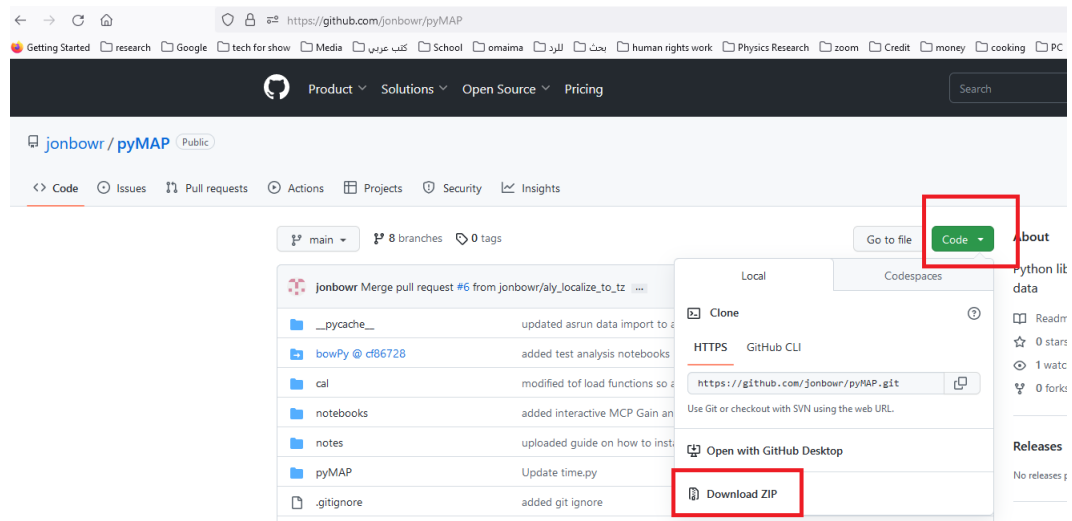 https://github.com/jonbowr/pyMAP
Getting Started research Google tech for show Media كتب عربي School omaima للرد بحث human rights work Physics Research zoom Credit money cooking PC
Product Solutions Open Source Pricing Search
jonbowr / pyMAP Public
Code Issues Pull requests Actions Projects Security Insights
main 8 branches 0 tags Go to file Code About
Local Codespaces
Python lib
data
jonbowr Merge pull request #6 from jonbowr/aly_localize_to_tz ...
Clone
Readm
__pycache__ updated asrun data import to a
0 stars
HTTPS GitHub CLI
bowPy @ cf86728 added test analysis notebooks
1 watc
cal modified tof load functions so a
https://github.com/jonbowr/pyMAP.git
0 forks
notebooks added interactive MCP Gain an
Use Git or checkout with SVN using the web URL.
notes uploaded guide on how to insta
Open with GitHub Desktop
Releases
pyMAP Update time.py
No releases p
Download ZIP
.gitignore added git ignore